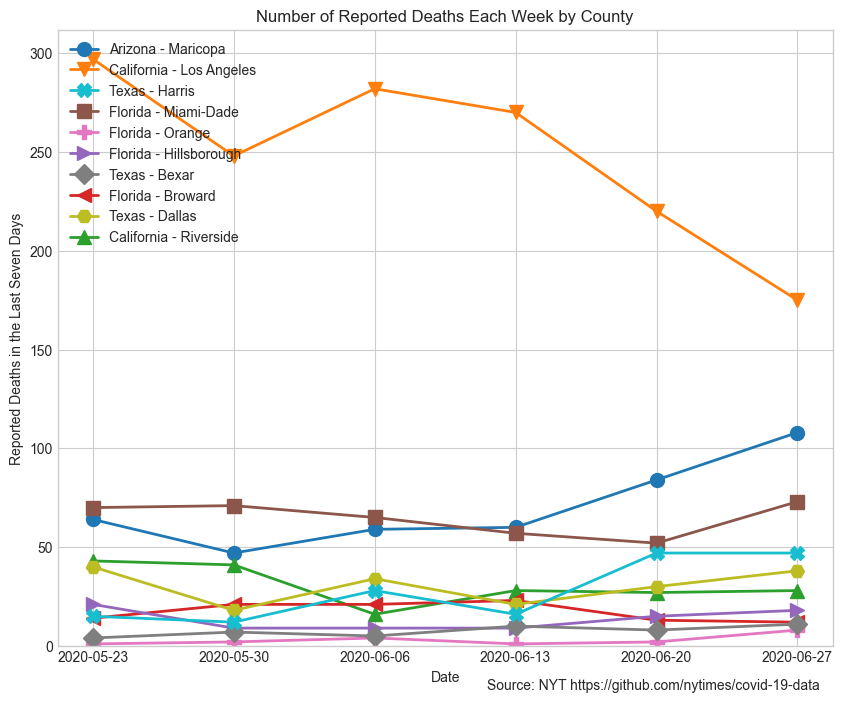 Number of Reported Deaths Each Week by County
Arizona - Maricopa
California - Los Angeles
Texas - Harris
Florida - Miami-Dade
Florida - Orange
Florida - Hillsborough
Texas - Bexar
Florida - Broward
Texas - Dallas
California - Riverside
Reported Deaths in the Last Seven Days
300
250
200
150
100
50
0
2020-05-23 2020-05-30 2020-06-06 2020-06-13 2020-06-20 2020-06-27
Date
Source: NYT https://github.com/nytimes/covid-19-data